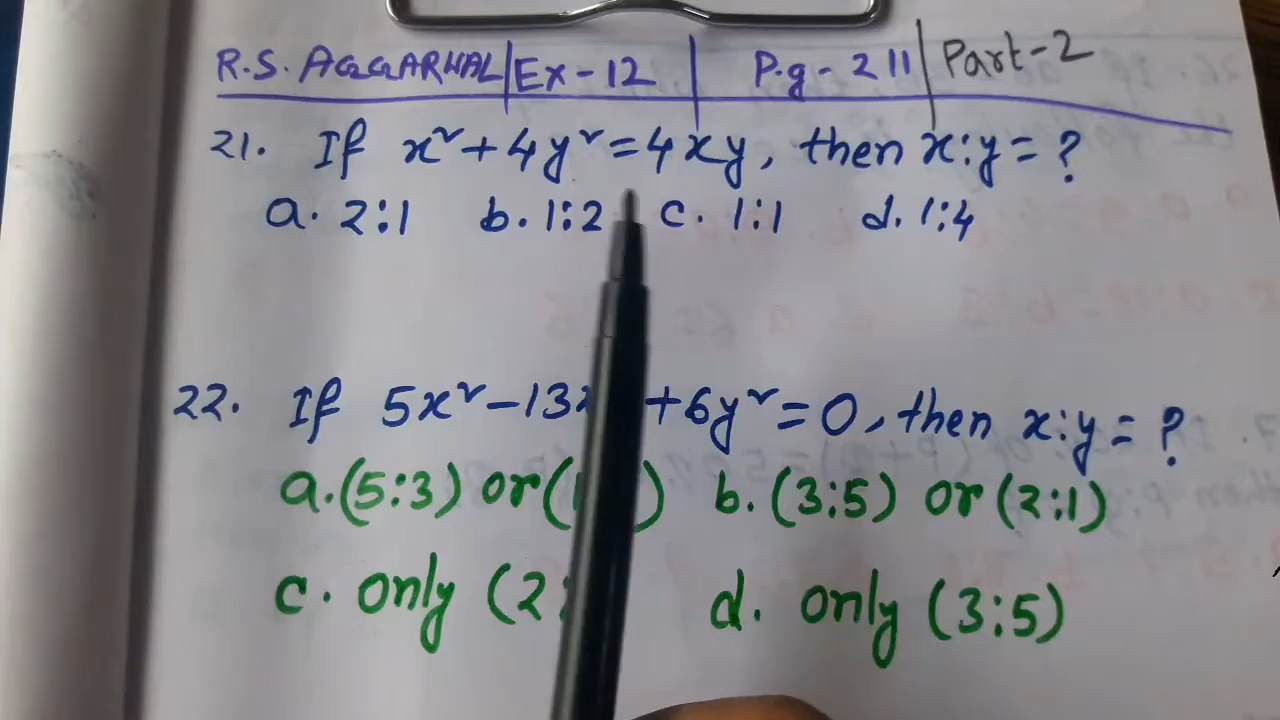 R.S. AGGARWAL Ex-12 P.g-211 Part-2
21. If x²+4y²=4xy, then x:y=?
a. 2:1 b. 1:2 c. 1:1 d. 1:4
22. If 5x²-13 +6y²=0, then x:y=?
a.(5:3) or ( ) b. (3:5) or (2:1)
c. only (2: d. only (3:5)